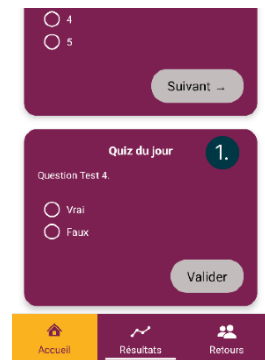 4
5
Suivant →
Quiz du jour
1.
Question Test 4.
Vrai
Faux
Valider
Accueil
Résultats
Retours